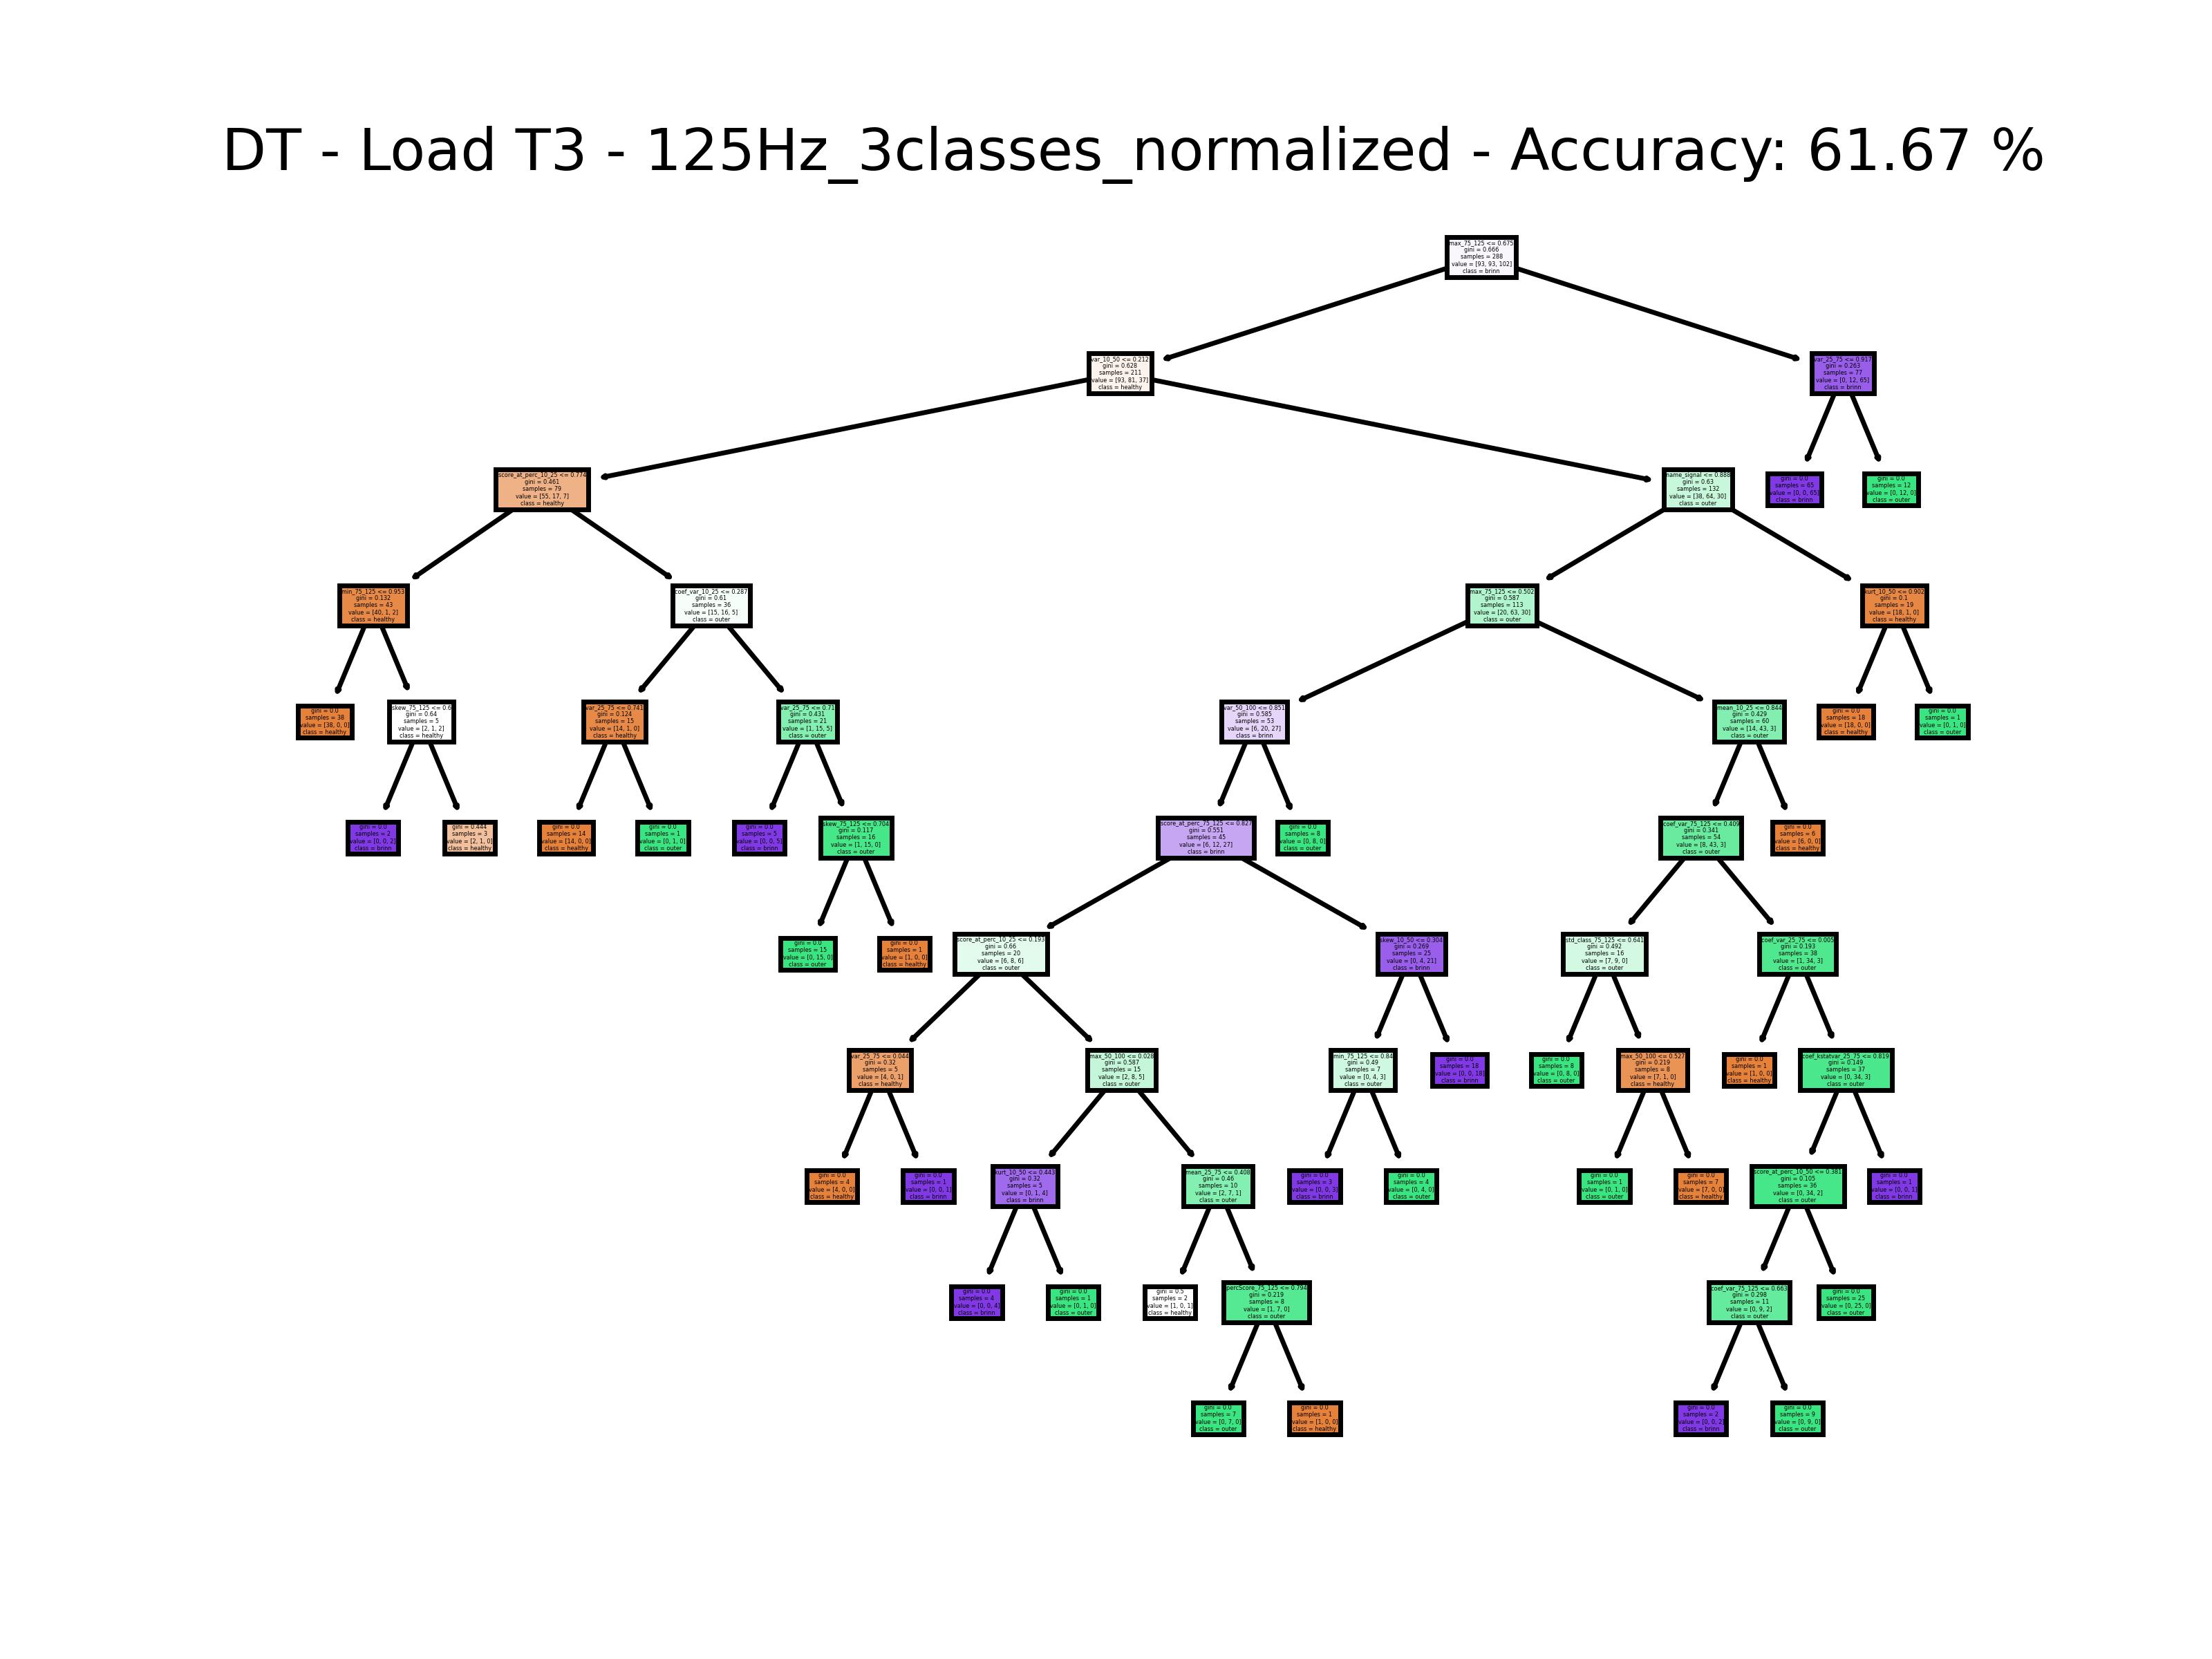 DT - Load T3 - 125Hz_3classes_normalized - Accuracy: 61.67 %
max_75_125 <= 0.675
gini = 0.666
samples = 288
value = [93, 93, 102]
class = brinn
var_10_50 <= 0.212
gini = 0.628
samples = 211
value = [93, 81, 37]
class = healthy
var_25_75 <= 0.917
gini = 0.263
samples = 77
value = [0, 12, 65]
class = brinn
score_at_perc_10_25 <= 0.774
gini = 0.461
samples = 79
value = [55, 17, 7]
class = healthy
name_signal <= 0.888
gini = 0.63
samples = 132
value = [38, 64, 30]
class = outer
gini = 0.0
samples = 65
value = [0, 0, 65]
class = brinn
gini = 0.0
samples = 12
value = [0, 12, 0]
class = outer
min_75_125 <= 0.953
gini = 0.132
samples = 43
value = [40, 1, 2]
class = healthy
coef_var_10_25 <= 0.287
gini = 0.61
samples = 36
value = [15, 16, 5]
class = outer
max_75_125 <= 0.502
gini = 0.587
samples = 113
value = [20, 63, 30]
class = outer
kurt_10_50 <= 0.902
gini = 0.1
samples = 19
value = [18, 1, 0]
class = healthy
gini = 0.0
samples = 38
value = [38, 0, 0]
class = healthy
skew_75_125 <= 0.6
gini = 0.64
samples = 5
value = [2, 1, 2]
class = healthy
var_25_75 <= 0.741
gini = 0.124
samples = 15
value = [14, 1, 0]
class = healthy
var_25_75 <= 0.71
gini = 0.431
samples = 21
value = [1, 15, 5]
class = outer
var_50_100 <= 0.851
gini = 0.585
samples = 53
value = [6, 20, 27]
class = brinn
mean_10_25 <= 0.844
gini = 0.429
samples = 60
value = [14, 43, 3]
class = outer
gini = 0.0
samples = 18
value = [18, 0, 0]
class = healthy
gini = 0.0
samples = 1
value = [0, 1, 0]
class = outer
gini = 0.0
samples = 2
value = [0, 0, 2]
class = brinn
gini = 0.444
samples = 3
value = [2, 1, 0]
class = healthy
gini = 0.0
samples = 14
value = [14, 0, 0]
class = healthy
gini = 0.0
samples = 1
value = [0, 1, 0]
class = outer
gini = 0.0
samples = 5
value = [0, 0, 5]
class = brinn
skew_75_125 <= 0.704
gini = 0.117
samples = 16
value = [1, 15, 0]
class = outer
score_at_perc_75_125 <= 0.827
gini = 0.551
samples = 45
value = [6, 12, 27]
class = brinn
gini = 0.0
samples = 8
value = [0, 8, 0]
class = outer
coef_var_75_125 <= 0.409
gini = 0.341
samples = 54
value = [8, 43, 3]
class = outer
gini = 0.0
samples = 6
value = [6, 0, 0]
class = healthy
gini = 0.0
samples = 15
value = [0, 15, 0]
class = outer
gini = 0.0
samples = 1
value = [1, 0, 0]
class = healthy
score_at_perc_10_25 <= 0.193
gini = 0.66
samples = 20
value = [6, 8, 6]
class = outer
skew_10_50 <= 0.304
gini = 0.269
samples = 25
value = [0, 4, 21]
class = brinn
std_class_75_125 <= 0.641
gini = 0.492
samples = 16
value = [7, 9, 0]
class = outer
coef_var_25_75 <= 0.005
gini = 0.193
samples = 38
value = [1, 34, 3]
class = outer
var_25_75 <= 0.044
gini = 0.32
samples = 5
value = [4, 0, 1]
class = healthy
max_50_100 <= 0.028
gini = 0.587
samples = 15
value = [2, 8, 5]
class = outer
min_75_125 <= 0.84
gini = 0.49
samples = 7
value = [0, 4, 3]
class = outer
gini = 0.0
samples = 18
value = [0, 0, 18]
class = brinn
gini = 0.0
samples = 8
value = [0, 8, 0]
class = outer
max_50_100 <= 0.527
gini = 0.219
samples = 8
value = [7, 1, 0]
class = healthy
gini = 0.0
samples = 1
value = [1, 0, 0]
class = healthy
coef_kstatvar_25_75 <= 0.819
gini = 0.149
samples = 37
value = [0, 34, 3]
class = outer
gini = 0.0
samples = 4
value = [4, 0, 0]
class = healthy
gini = 0.0
samples = 1
value = [0, 0, 1]
class = brinn
kurt_10_50 <= 0.443
gini = 0.32
samples = 5
value = [0, 1, 4]
class = brinn
mean_25_75 <= 0.408
gini = 0.46
samples = 10
value = [2, 7, 1]
class = outer
gini = 0.0
samples = 3
value = [0, 0, 3]
class = brinn
gini = 0.0
samples = 4
value = [0, 4, 0]
class = outer
gini = 0.0
samples = 1
value = [0, 1, 0]
class = outer
gini = 0.0
samples = 7
value = [7, 0, 0]
class = healthy
score_at_perc_10_50 <= 0.381
gini = 0.105
samples = 36
value = [0, 34, 2]
class = outer
gini = 0.0
samples = 1
value = [0, 0, 1]
class = brinn
gini = 0.0
samples = 4
value = [0, 0, 4]
class = brinn
gini = 0.0
samples = 1
value = [0, 1, 0]
class = outer
gini = 0.5
samples = 2
value = [1, 0, 1]
class = healthy
percScore_75_125 <= 0.794
gini = 0.219
samples = 8
value = [1, 7, 0]
class = outer
coef_var_75_125 <= 0.663
gini = 0.298
samples = 11
value = [0, 9, 2]
class = outer
gini = 0.0
samples = 25
value = [0, 25, 0]
class = outer
gini = 0.0
samples = 7
value = [0, 7, 0]
class = outer
gini = 0.0
samples = 1
value = [1, 0, 0]
class = healthy
gini = 0.0
samples = 2
value = [0, 0, 2]
class = brinn
gini = 0.0
samples = 9
value = [0, 9, 0]
class = outer